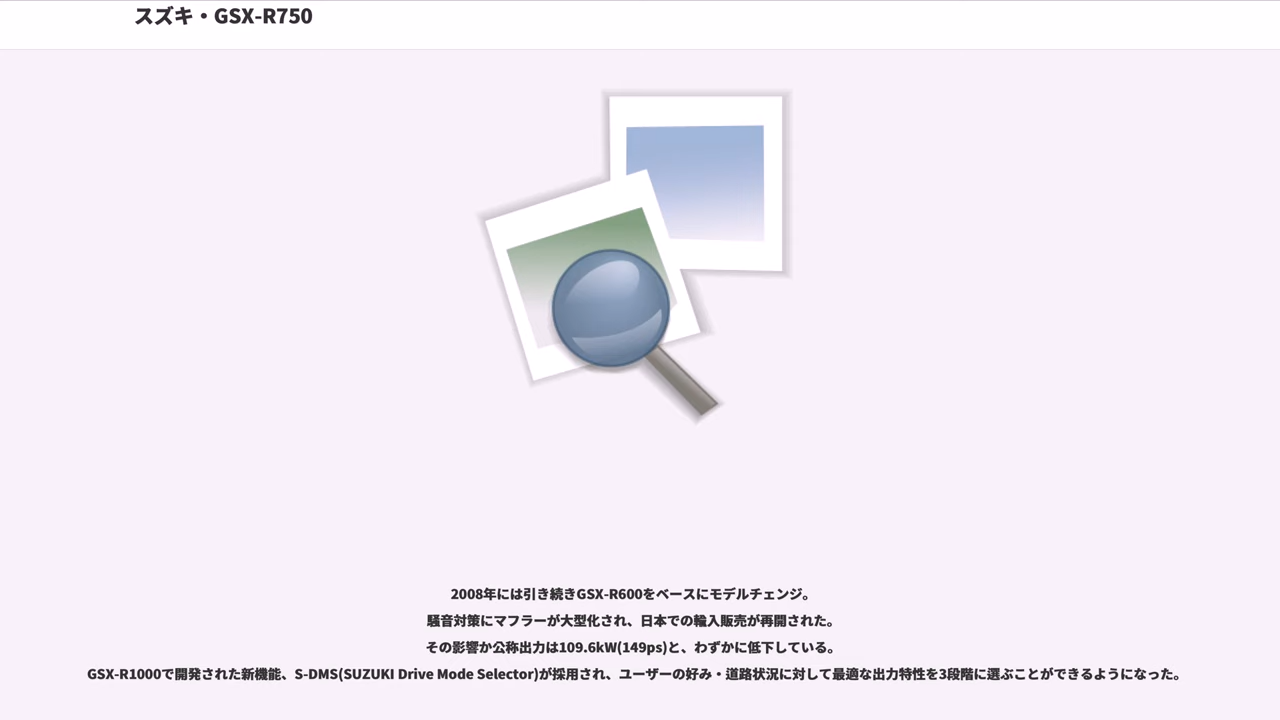 スズキ・GSX-R750
2008年には引き続きGSX-R600をベースにモデルチェンジ。
騒音対策にマフラーが大型化され、日本での輸入販売が再開された。
その影響か公称出力は109.6kW(149ps)と、わずかに低下している。
GSX-R1000で開発された新機能、S-DMS(SUZUKI Drive Mode Selector)が採用され、ユーザーの好み・道路状況に対して最適な出力特性を3段階に選ぶことができるようになった。